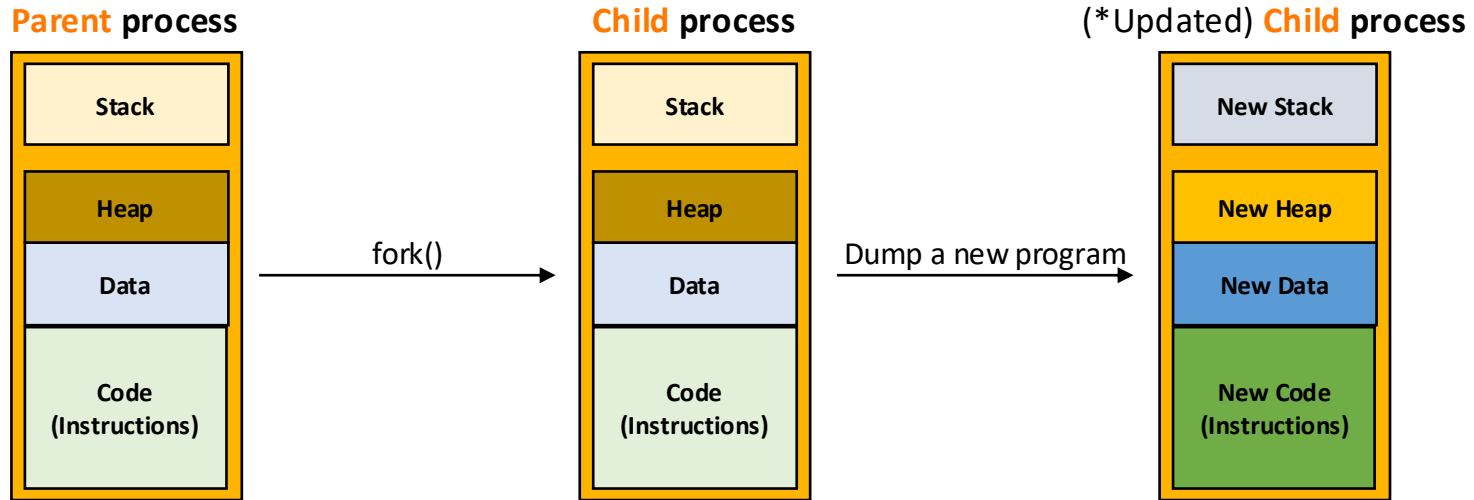 Parent process
Stack
Heap
Data
Code
(Instructions)
fork()
Child process
Stack
Heap
Data
Code
(Instructions)
Dump a new program
(*Updated) Child process
New Stack
New Heap
New Data
New Code
(Instructions)